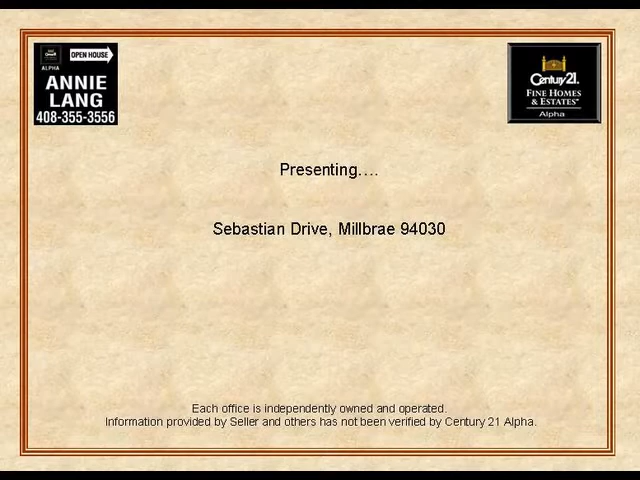 OPEN HOUSE
ALPHA
ANNIE
LANG
408-355-3556
Century 21.
FINE HOMES
& ESTATES
Alpha
Presenting....
Sebastian Drive, Millbrae 94030
Each office is independently owned and operated.
Information provided by Seller and others has not been verified by Century 21 Alpha.